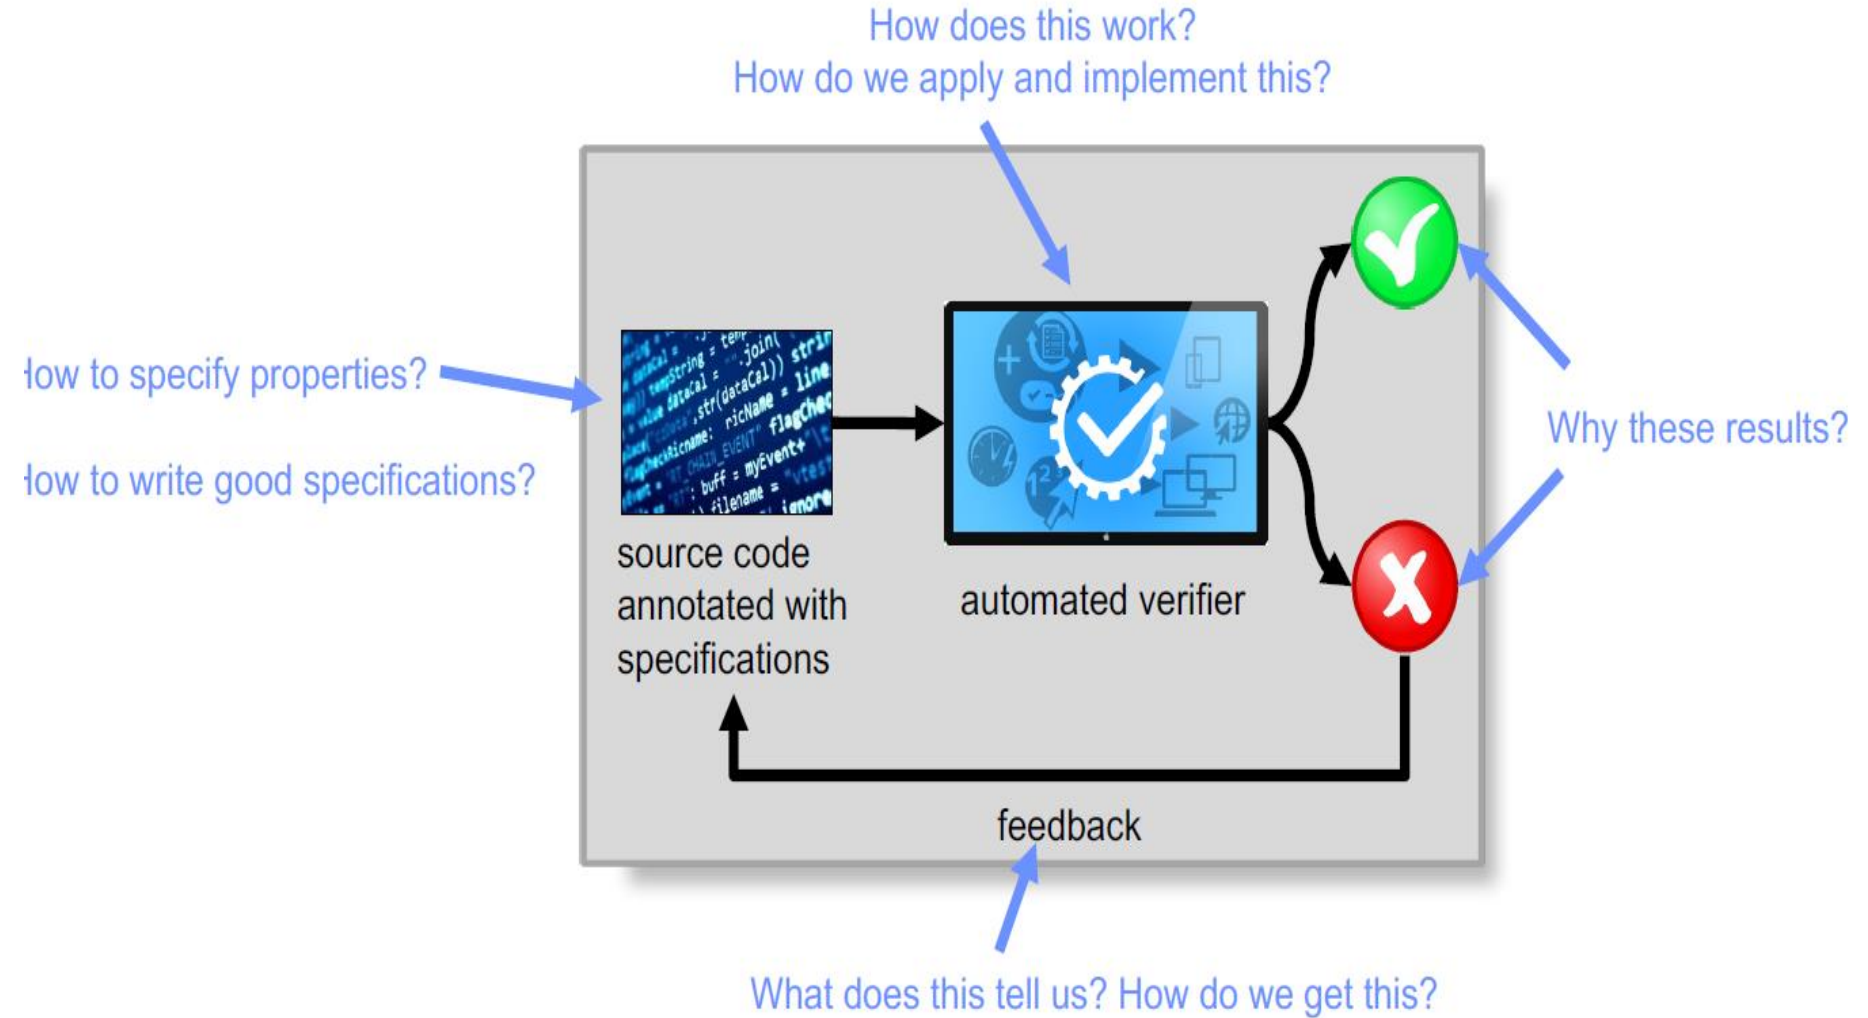 How does this work?
How do we apply and implement this?
How to specify properties?
How to write good specifications?
Why these results?
source code
annotated with
specifications
automated verifier
feedback
What does this tell us? How do we get this?